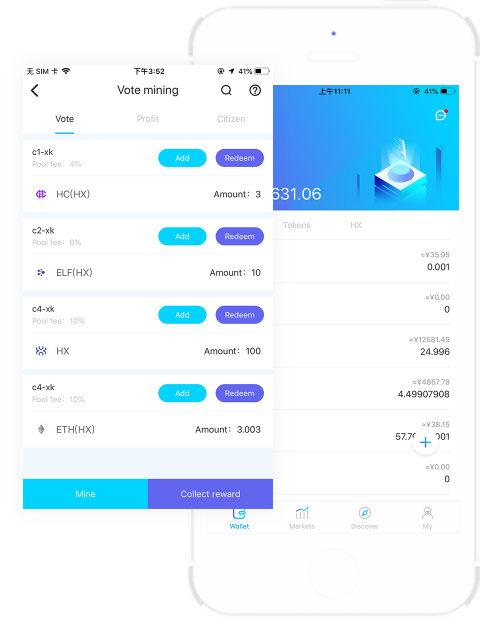 无 SIM 卡
下午3:52
41%
Vote mining
Vote
Profit
Citizen
c1-xk
Pool fee：4%
Add
Redeem
HC(HX)
Amount：3
c2-xk
Pool fee：6%
Add
Redeem
ELF(HX)
Amount：10
c4-xk
Pool fee：10%
Add
Redeem
HX
Amount：100
c4-xk
Pool fee：10%
Add
Redeem
ETH(HX)
Amount：3.003
Mine
Collect reward
上午11:11
41%
631.06
Tokens
HX
≈¥35.95
0.001
≈¥0.00
0
≈¥12581.49
24.996
≈¥4867.78
4.49907908
≈¥38.15
≈¥0.00
0
Wallet
Markets
Discover
My